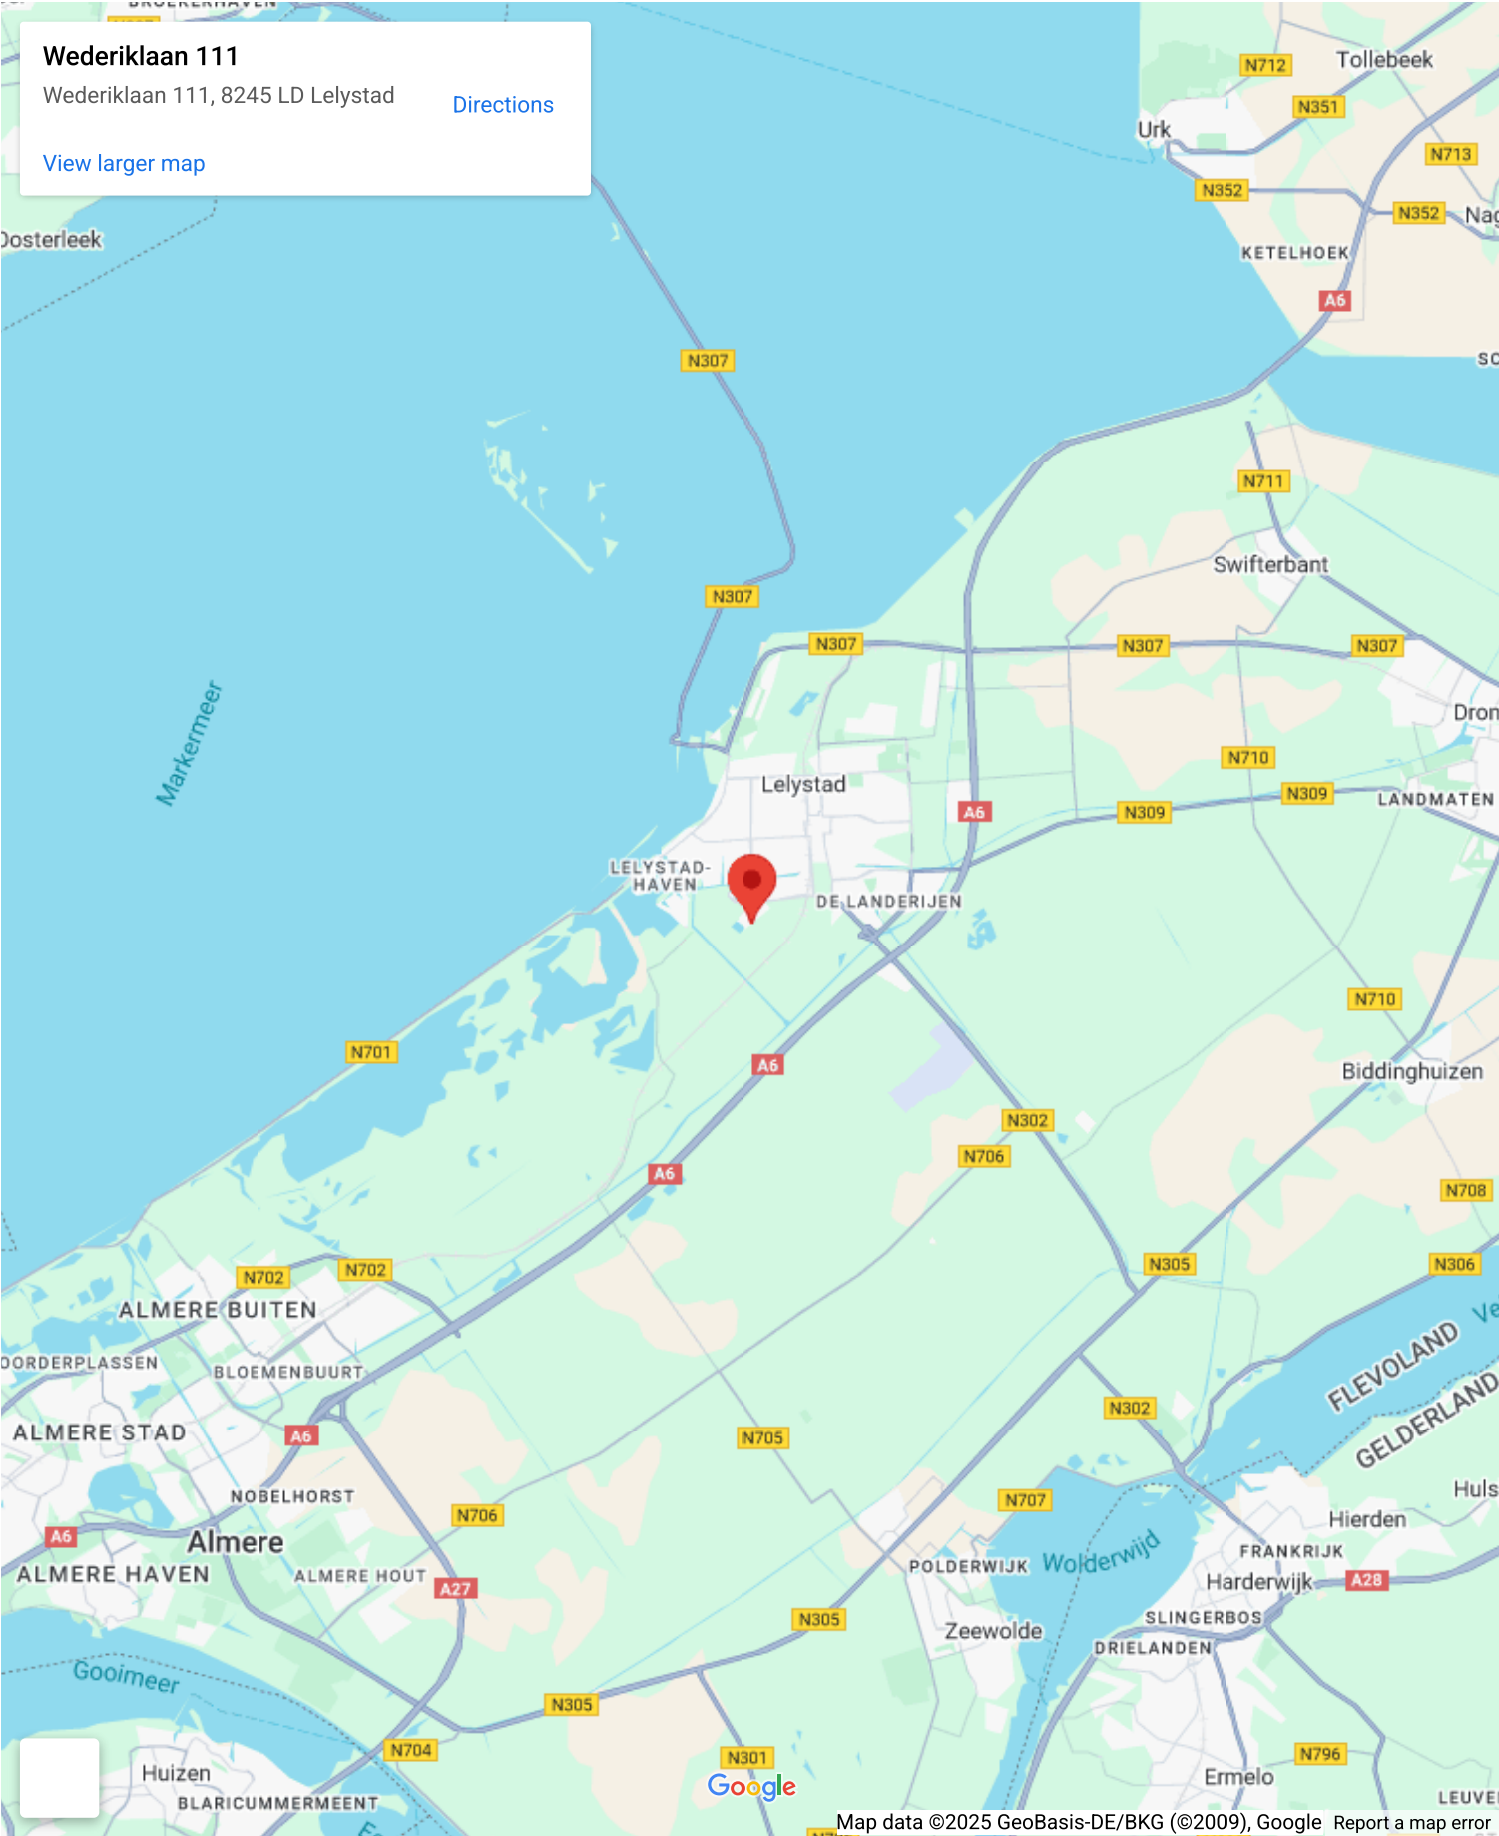 Wederiklaan 111
Wederiklaan 111, 8245 LD Lelystad
Directions
View larger map
Tollebeek
N712
N351
Urk
N713
N352
N352
Oosterleek
KETELHOEK
A6
N307
N711
Swifterbant
N307
N307
N307
N307
Markermeer
N710
Lelystad
N309
LANDMATEN
A6
N309
LELYSTAD-
HAVEN
DE LANDERIJEN
N710
N701
A6
Biddinghuizen
N302
N706
A6
N708
N305
N306
N702
N702
ALMERE BUITEN
FLEVOLAND
BLOEMENBUURT
GELDERLAND
N302
ALMERE STAD
A6
N705
NOBELHORST
N707
N706
Hierden
A6
Almere
FRANKRIJK
Wolderwijd
POLDERWIJK
ALMERE HAVEN
ALMERE HOUT
A27
Harderwijk
A28
N305
SLINGERBOS
Zeewolde
DRIELANDEN
Gooimeer
N305
N704
N301
N796
Huizen
Ermelo
Google
BLARICUMMERMEENT
Map data ©2025 GeoBasis-DE/BKG (©2009), Google
Report a map error